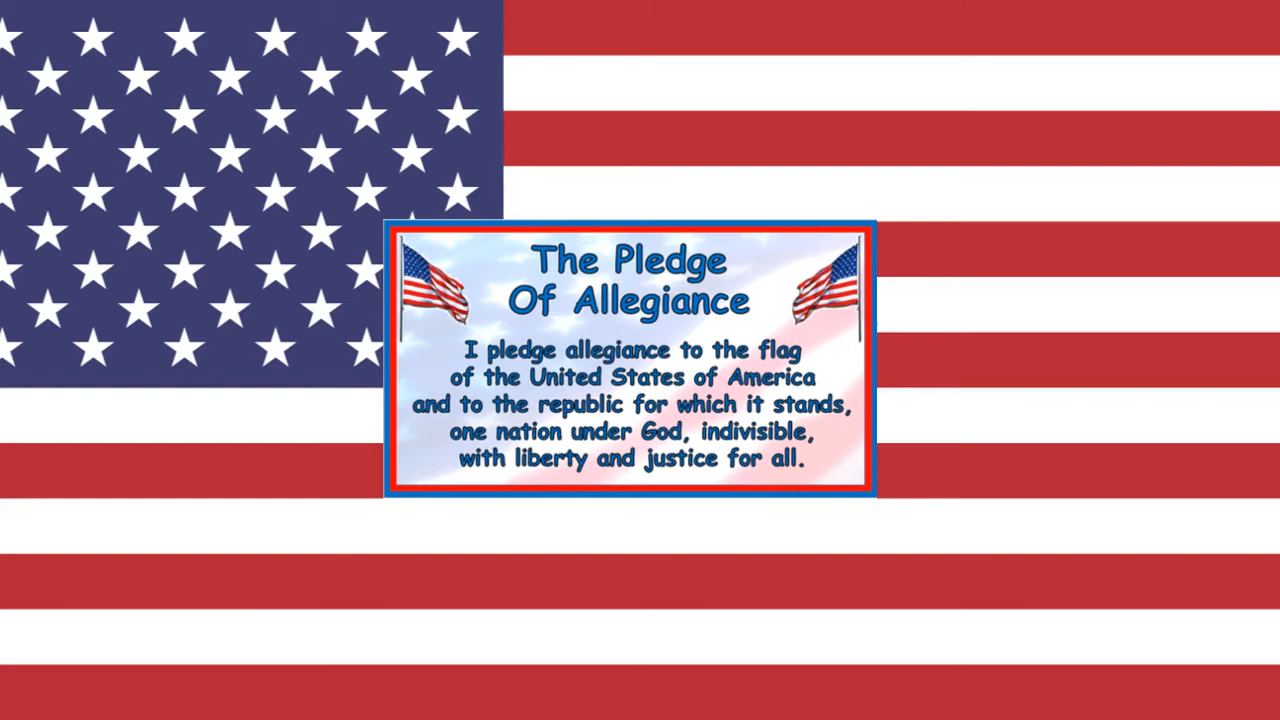 The Pledge
Of Allegiance
I pledge allegiance to the flag
of the United States of America
and to the republic for which it stands,
one nation under God, indivisible,
with liberty and justice for all.